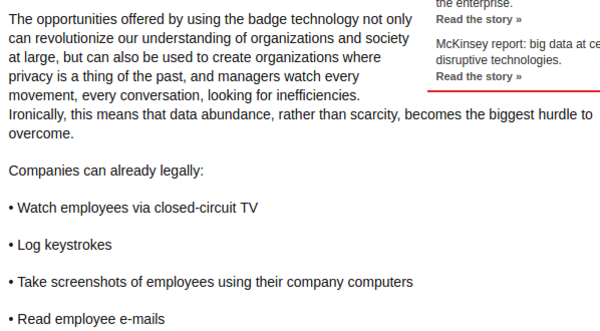 The opportunities offered by using the badge technology not only
can revolutionize our understanding of organizations and society
at large, but can also be used to create organizations where
privacy is a thing of the past, and managers watch every
movement, every conversation, looking for inefficiencies.
Ironically, this means that data abundance, rather than scarcity, becomes the biggest hurdle to
overcome.
Companies can already legally:
• Watch employees via closed-circuit TV
• Log keystrokes
• Take screenshots of employees using their company computers
• Read employee e-mails
the enterprise.
Read the story »
McKinsey report: big data at
disruptive technologies.
Read the story »